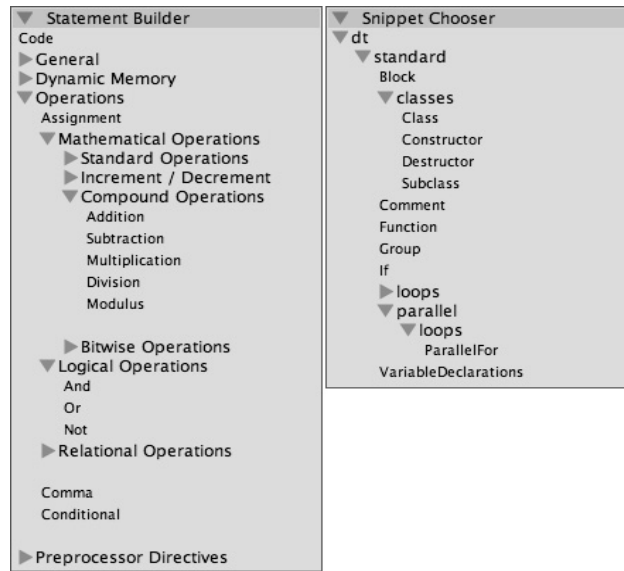 Statement Builder
Code
General
Dynamic Memory
Operations
Assignment
Mathematical Operations
Standard Operations
Increment / Decrement
Compound Operations
Addition
Subtraction
Multiplication
Division
Modulus
Bitwise Operations
Logical Operations
And
Or
Not
Relational Operations
Comma
Conditional
Preprocessor Directives
Snippet Chooser
dt
standard
Block
classes
Class
Constructor
Destructor
Subclass
Comment
Function
Group
If
loops
parallel
loops
ParallelFor
VariableDeclarations